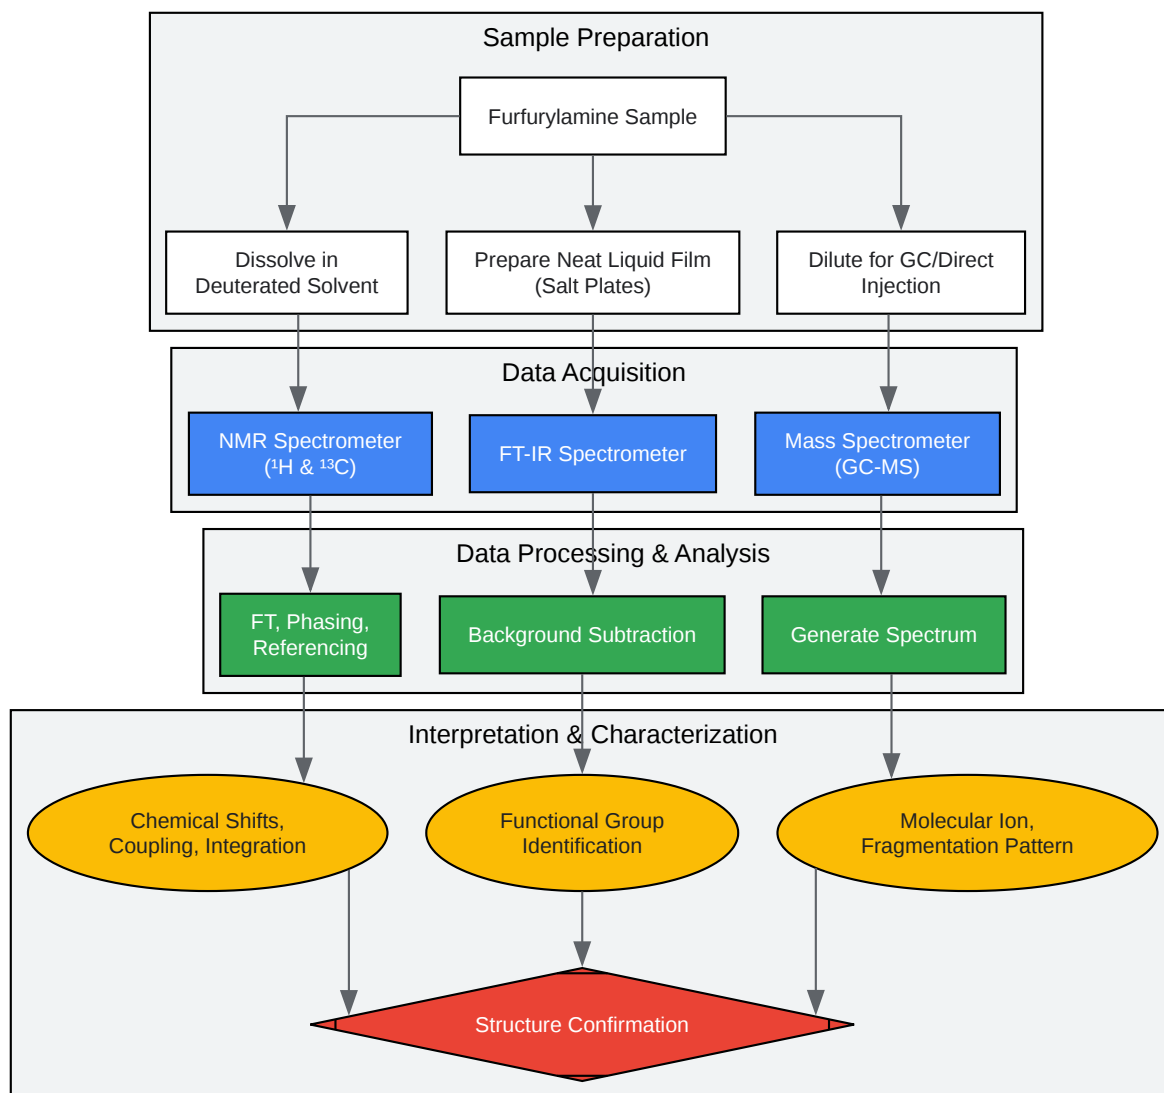 Sample Preparation
Furfurylamine Sample
Dissolve in
Deuterated Solvent
Prepare Neat Liquid Film
(Salt Plates)
Dilute for GC/Direct
Injection
Data Acquisition
NMR Spectrometer
(¹H & ¹³C)
FT-IR Spectrometer
Mass Spectrometer
(GC-MS)
Data Processing & Analysis
FT, Phasing,
Referencing
Background Subtraction
Generate Spectrum
Interpretation & Characterization
Chemical Shifts,
Coupling, Integration
Functional Group
Identification
Molecular Ion,
Fragmentation Pattern
Structure Confirmation